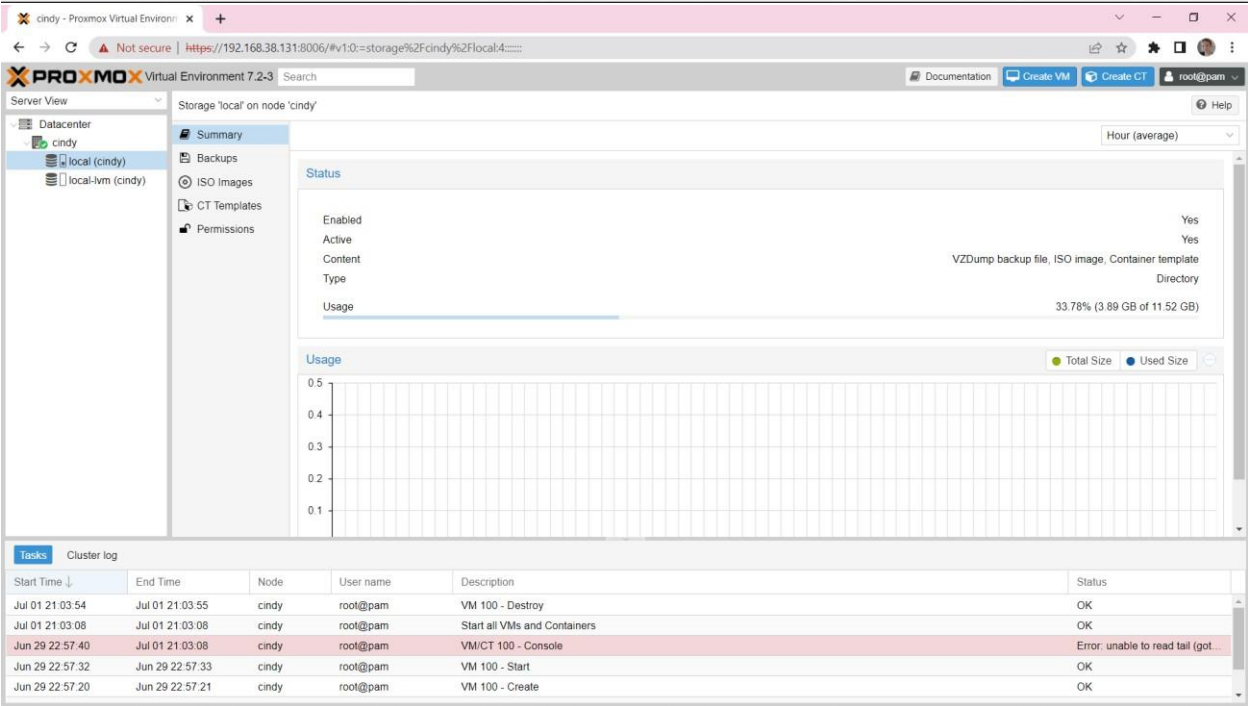 cindy - Proxmox Virtual Environm
Not secure | https://192.168.38.131:8006/#v1:0:=storage%2Fcindy%2Flocal:4::::::
PROXMOX Virtual Environment 7.2-3 Search Documentation Create VM Create CT root@pam
Server View
Storage 'local' on node 'cindy' Help
Datacenter
cindy
local (cindy)
local-lvm (cindy)
Summary
Backups
ISO Images
CT Templates
Permissions
Hour (average)
Status
Enabled Yes
Active Yes
Content VZDump backup file, ISO image, Container template
Type Directory
Usage 33.78% (3.89 GB of 11.52 GB)
Usage Total Size Used Size
0.5
0.4
0.3
0.2
0.1
Tasks Cluster log
Start Time End Time Node User name Description Status
Jul 01 21:03:54 Jul 01 21:03:55 cindy root@pam VM 100 - Destroy OK
Jul 01 21:03:08 Jul 01 21:03:08 cindy root@pam Start all VMs and Containers OK
Jun 29 22:57:40 Jul 01 21:03:08 cindy root@pam VM/CT 100 - Console Error: unable to read tail (got...
Jun 29 22:57:32 Jun 29 22:57:33 cindy root@pam VM 100 - Start OK
Jun 29 22:57:20 Jun 29 22:57:21 cindy root@pam VM 100 - Create OK